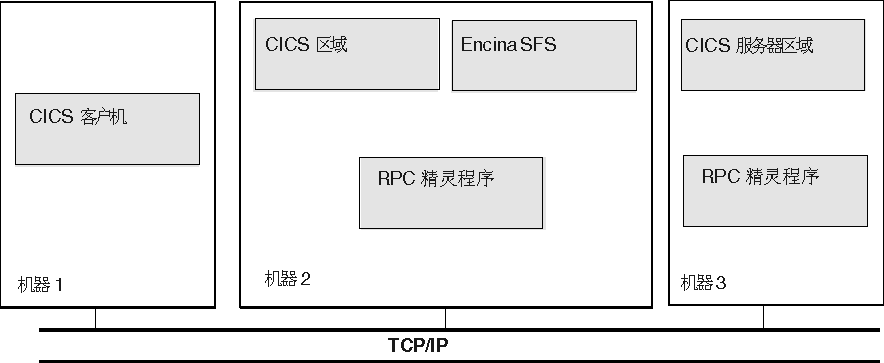 CICS 客户机
机器 1
CICS 区域
Encina SFS
RPC 精灵程序
机器 2
CICS 服务器区域
RPC 精灵程序
机器 3
TCP/IP